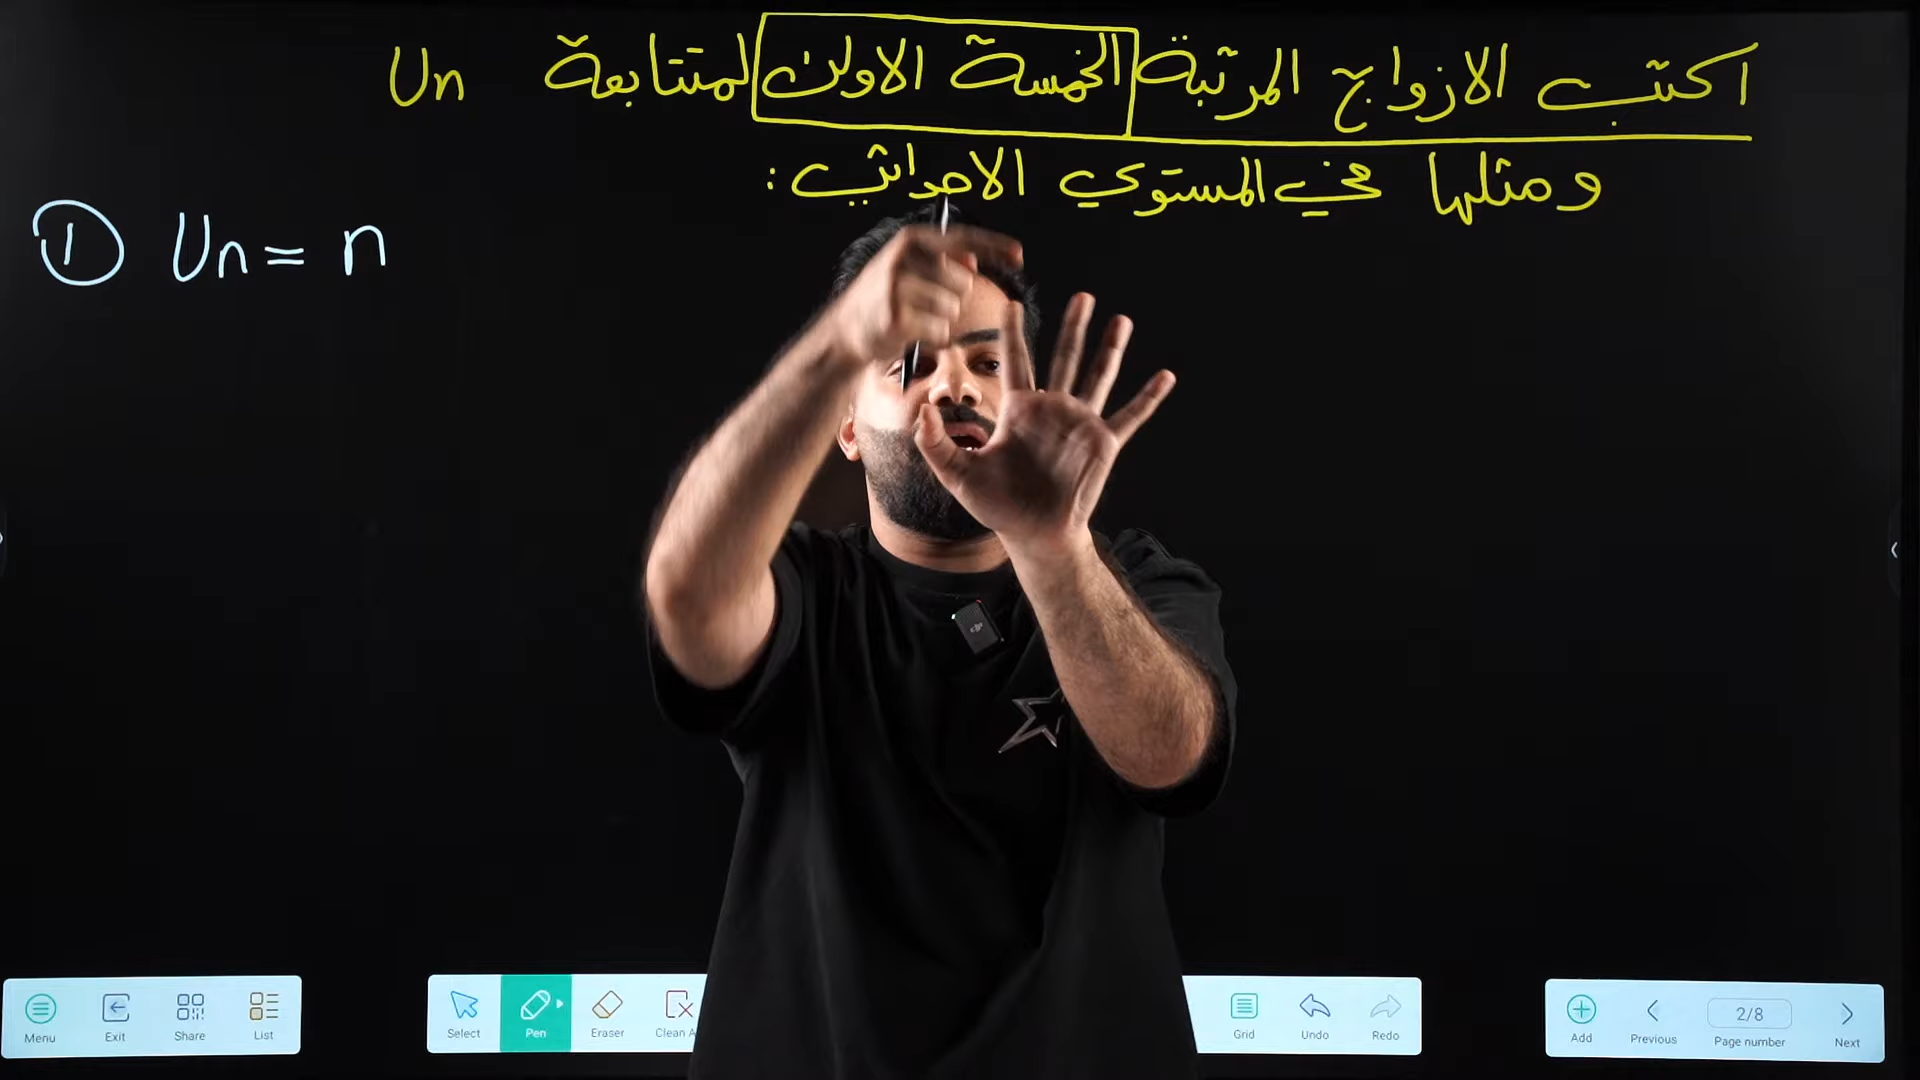 اكتب الازواج المرتبة الخمسة الاولى لمتتابعة Un
ومثلها في المستوي الاحداثي :
① Un = n
Menu Exit Share List
Select Pen Eraser Clean A
Grid Undo Redo
Add Previous 2/8 Page number Next